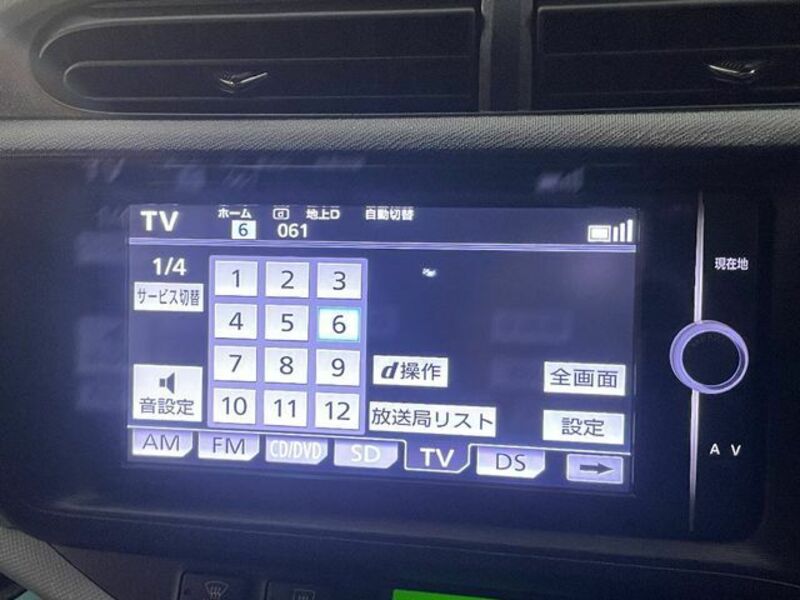 TV ホーム d 地上D 自動切替
6 061
現在地
1/4
サービス切替
1 2 3
4 5 6
7 8 9
10 11 12
d操作
全画面
音設定
放送局リスト
設定
A V
AM FM CD/DVD SD TV DS